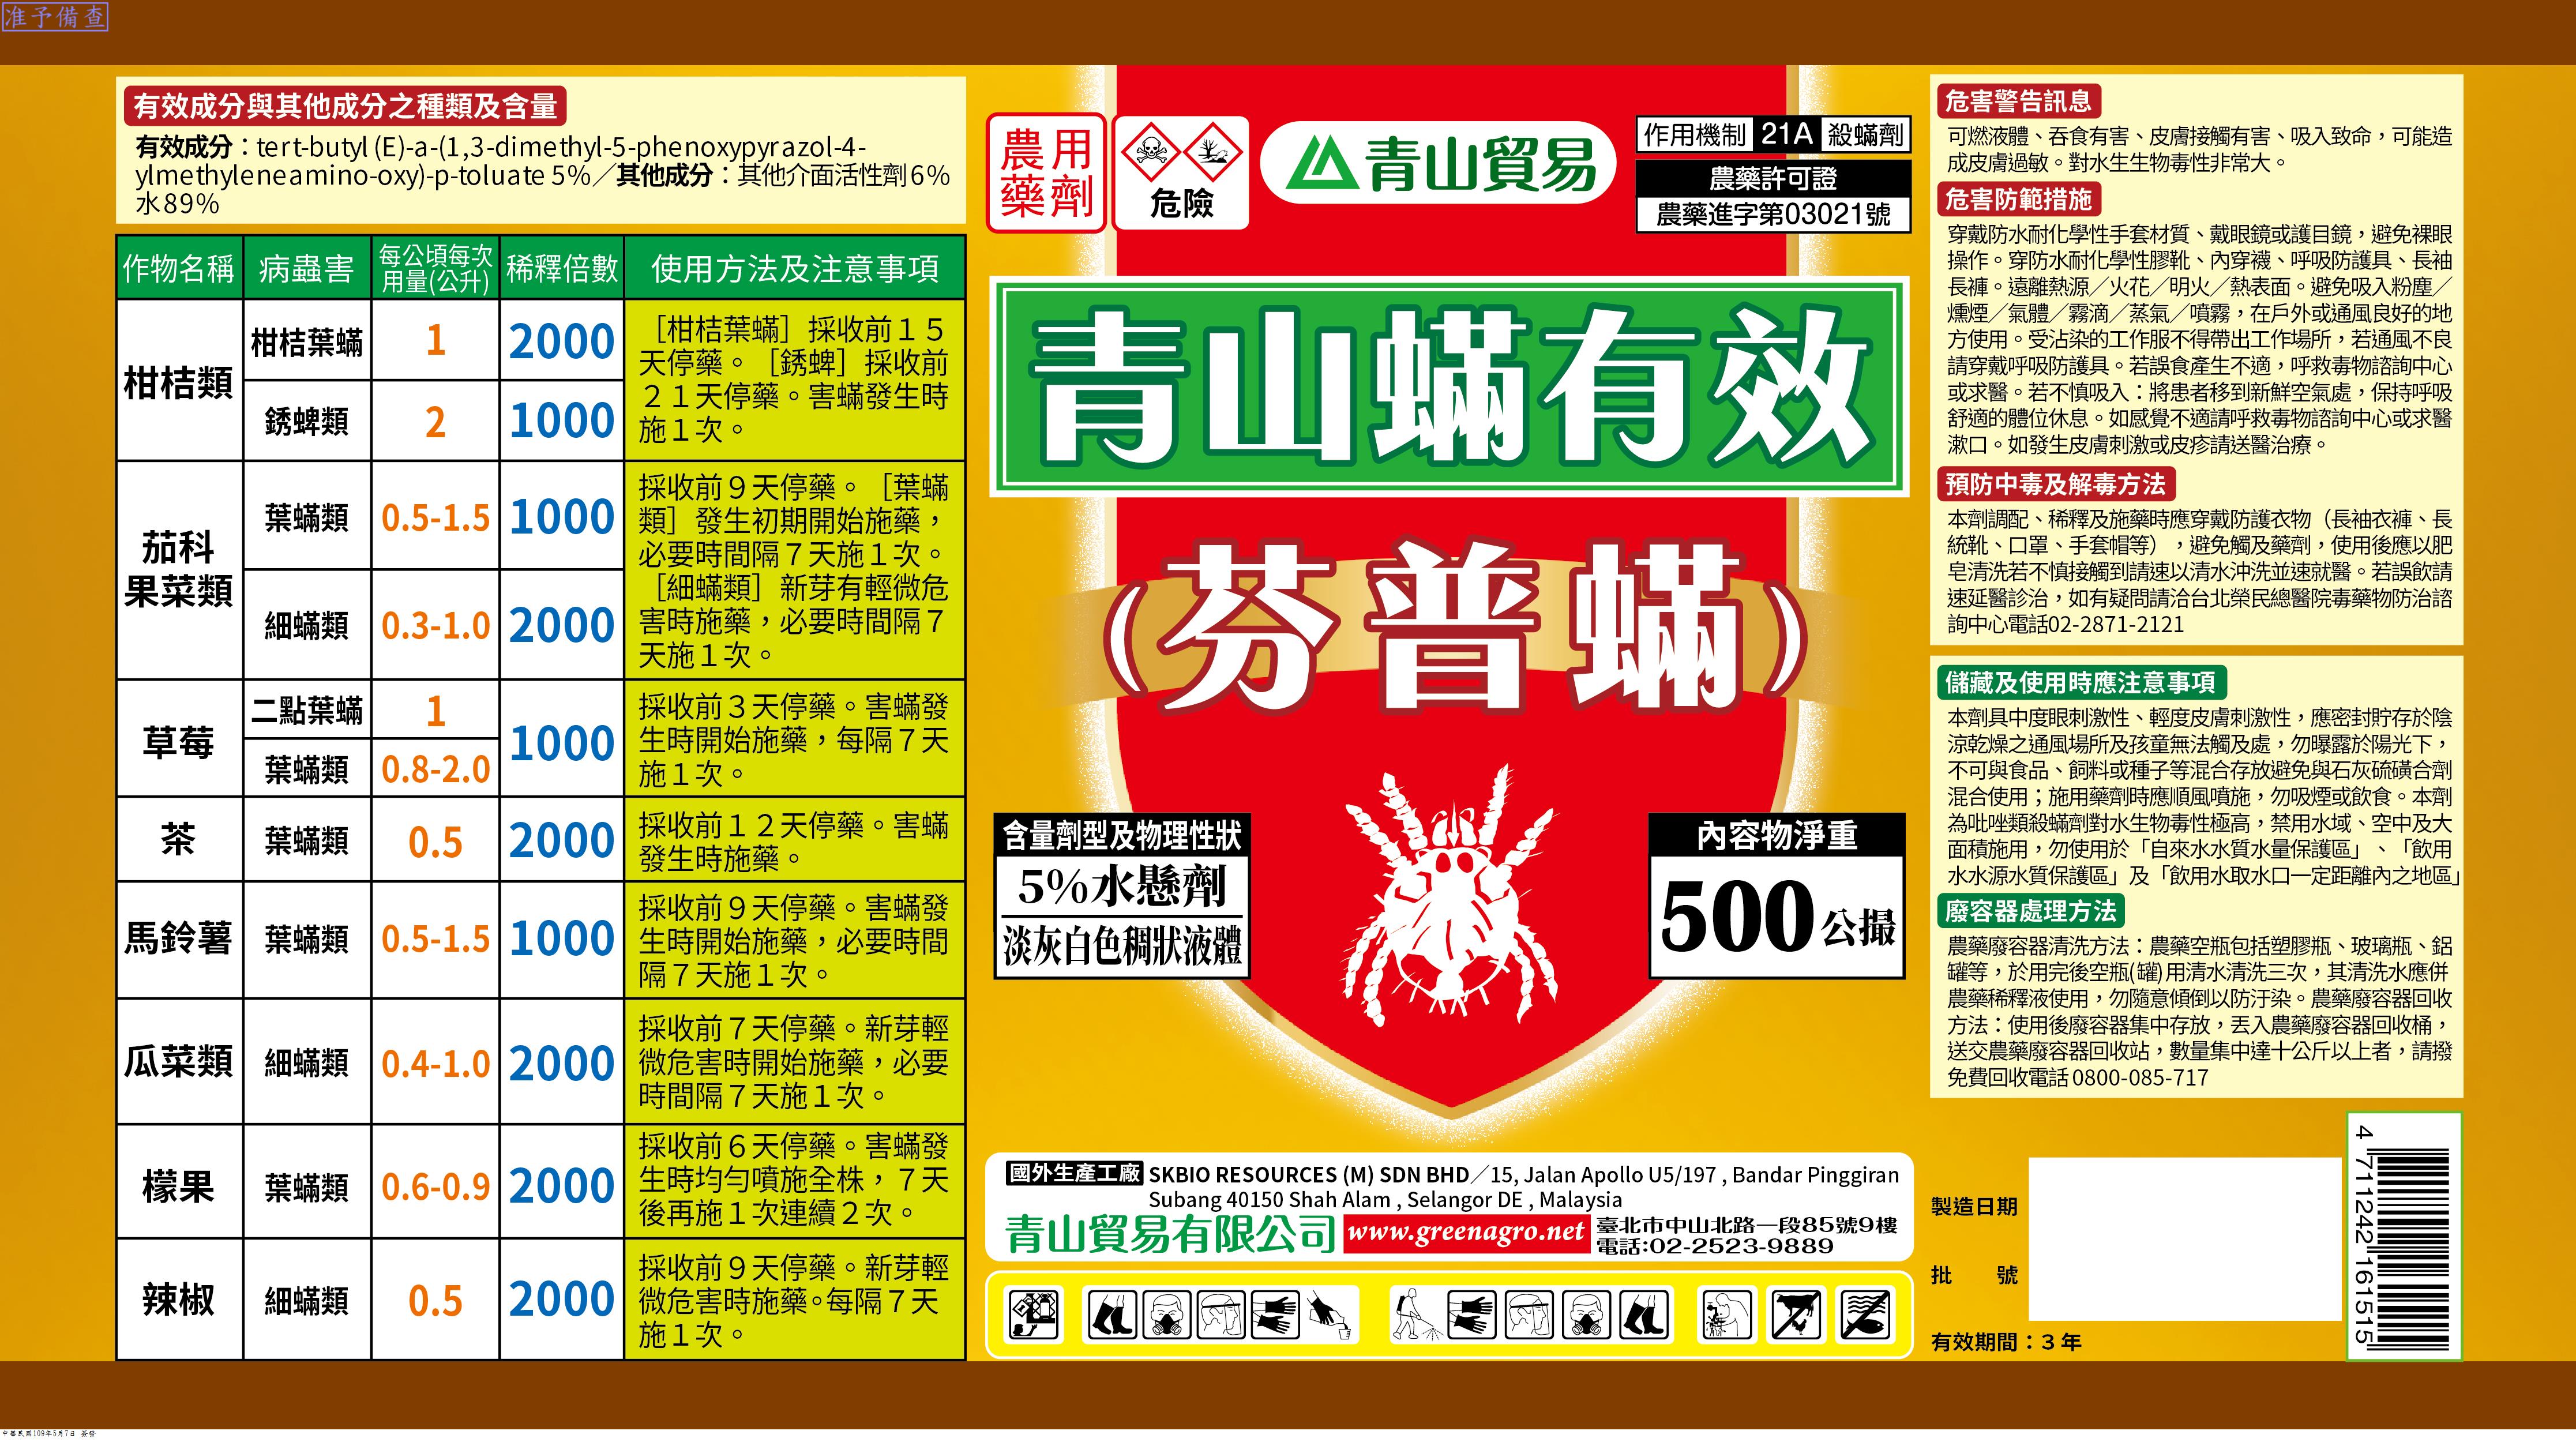 准予備查
有效成分與其他成分之種類及含量
有效成分：tert-butyl (E)-a-(1,3-dimethyl-5-phenoxypyrazol-4-
ylmethyleneamino-oxy)-p-toluate 5%／其他成分：其他介面活性劑6%
水89%
作物名稱 病蟲害 每公頃每次用量(公升) 稀釋倍數 使用方法及注意事項
柑桔類
柑桔葉蟎 1 2000
銹蜱類 2 1000
［柑桔葉蟎］採收前１５
天停藥。［銹蜱］採收前
２１天停藥。害蟎發生時
施１次。
茄科
果菜類
葉蟎類 0.5-1.5 1000
細蟎類 0.3-1.0 2000
採收前９天停藥。［葉蟎
類］發生初期開始施藥，
必要時間隔７天施１次。
［細蟎類］新芽有輕微危
害時施藥，必要時間隔７
天施１次。
草莓
二點葉蟎 1
葉蟎類 0.8-2.0
1000
採收前３天停藥。害蟎發
生時開始施藥，每隔７天
施１次。
茶 葉蟎類 0.5 2000
採收前１２天停藥。害蟎
發生時施藥。
馬鈴薯 葉蟎類 0.5-1.5 1000
採收前９天停藥。害蟎發
生時開始施藥，必要時間
隔７天施１次。
瓜菜類 細蟎類 0.4-1.0 2000
採收前７天停藥。新芽輕
微危害時開始施藥，必要
時間隔７天施１次。
檬果 葉蟎類 0.6-0.9 2000
採收前６天停藥。害蟎發
生時均勻噴施全株，７天
後再施１次連續２次。
辣椒 細蟎類 0.5 2000
採收前９天停藥。新芽輕
微危害時施藥。每隔７天
施１次。
農用
藥劑
危險
青山貿易
作用機制 21A 殺蟎劑
農藥許可證
農藥進字第03021號
青山蟎有效
(芬普蟎)
含量劑型及物理性狀
5%水懸劑
淡灰白色稠狀液體
內容物淨重
500公撮
國外生產工廠 SKBIO RESOURCES (M) SDN BHD／15, Jalan Apollo U5/197 , Bandar Pinggiran
Subang 40150 Shah Alam , Selangor DE , Malaysia
青山貿易有限公司 www.greenagro.net 臺北市中山北路一段85號9樓
電話:02-2523-9889
危害警告訊息
可燃液體、吞食有害、皮膚接觸有害、吸入致命，可能造
成皮膚過敏。對水生生物毒性非常大。
危害防範措施
穿戴防水耐化學性手套材質、戴眼鏡或護目鏡，避免裸眼
操作。穿防水耐化學性膠靴、內穿襪、呼吸防護具、長袖
長褲。遠離熱源／火花／明火／熱表面。避免吸入粉塵／
燻煙／氣體／霧滴／蒸氣／噴霧，在戶外或通風良好的地
方使用。受沾染的工作服不得帶出工作場所，若通風不良
請穿戴呼吸防護具。若誤食產生不適，呼救毒物諮詢中心
或求醫。若不慎吸入：將患者移到新鮮空氣處，保持呼吸
舒適的體位休息。如感覺不適請呼救毒物諮詢中心或求醫
漱口。如發生皮膚刺激或皮疹請送醫治療。
預防中毒及解毒方法
本劑調配、稀釋及施藥時應穿戴防護衣物（長袖衣褲、長
統靴、口罩、手套帽等），避免觸及藥劑，使用後應以肥
皂清洗若不慎接觸到請速以清水沖洗並速就醫。若誤飲請
速延醫診治，如有疑問請洽台北榮民總醫院毒藥物防治諮
詢中心電話02-2871-2121
儲藏及使用時應注意事項
本劑具中度眼刺激性、輕度皮膚刺激性，應密封貯存於陰
涼乾燥之通風場所及孩童無法觸及處，勿曝露於陽光下，
不可與食品、飼料或種子等混合存放避免與石灰硫磺合劑
混合使用；施用藥劑時應順風噴施，勿吸煙或飲食。本劑
為吡唑類殺蟎劑對水生物毒性極高，禁用水域、空中及大
面積施用，勿使用於「自來水水質水量保護區」、「飲用
水水源水質保護區」及「飲用水取水口一定距離內之地區」
廢容器處理方法
農藥廢容器清洗方法：農藥空瓶包括塑膠瓶、玻璃瓶、鋁
罐等，於用完後空瓶(罐)用清水清洗三次，其清洗水應併
農藥稀釋液使用，勿隨意傾倒以防汙染。農藥廢容器回收
方法：使用後廢容器集中存放，丟入農藥廢容器回收桶，
送交農藥廢容器回收站，數量集中達十公斤以上者，請撥
免費回收電話 0800-085-717
製造日期
批　號
有效期間：3 年
4 711242 161515
中華民國109年5月7日 簽發